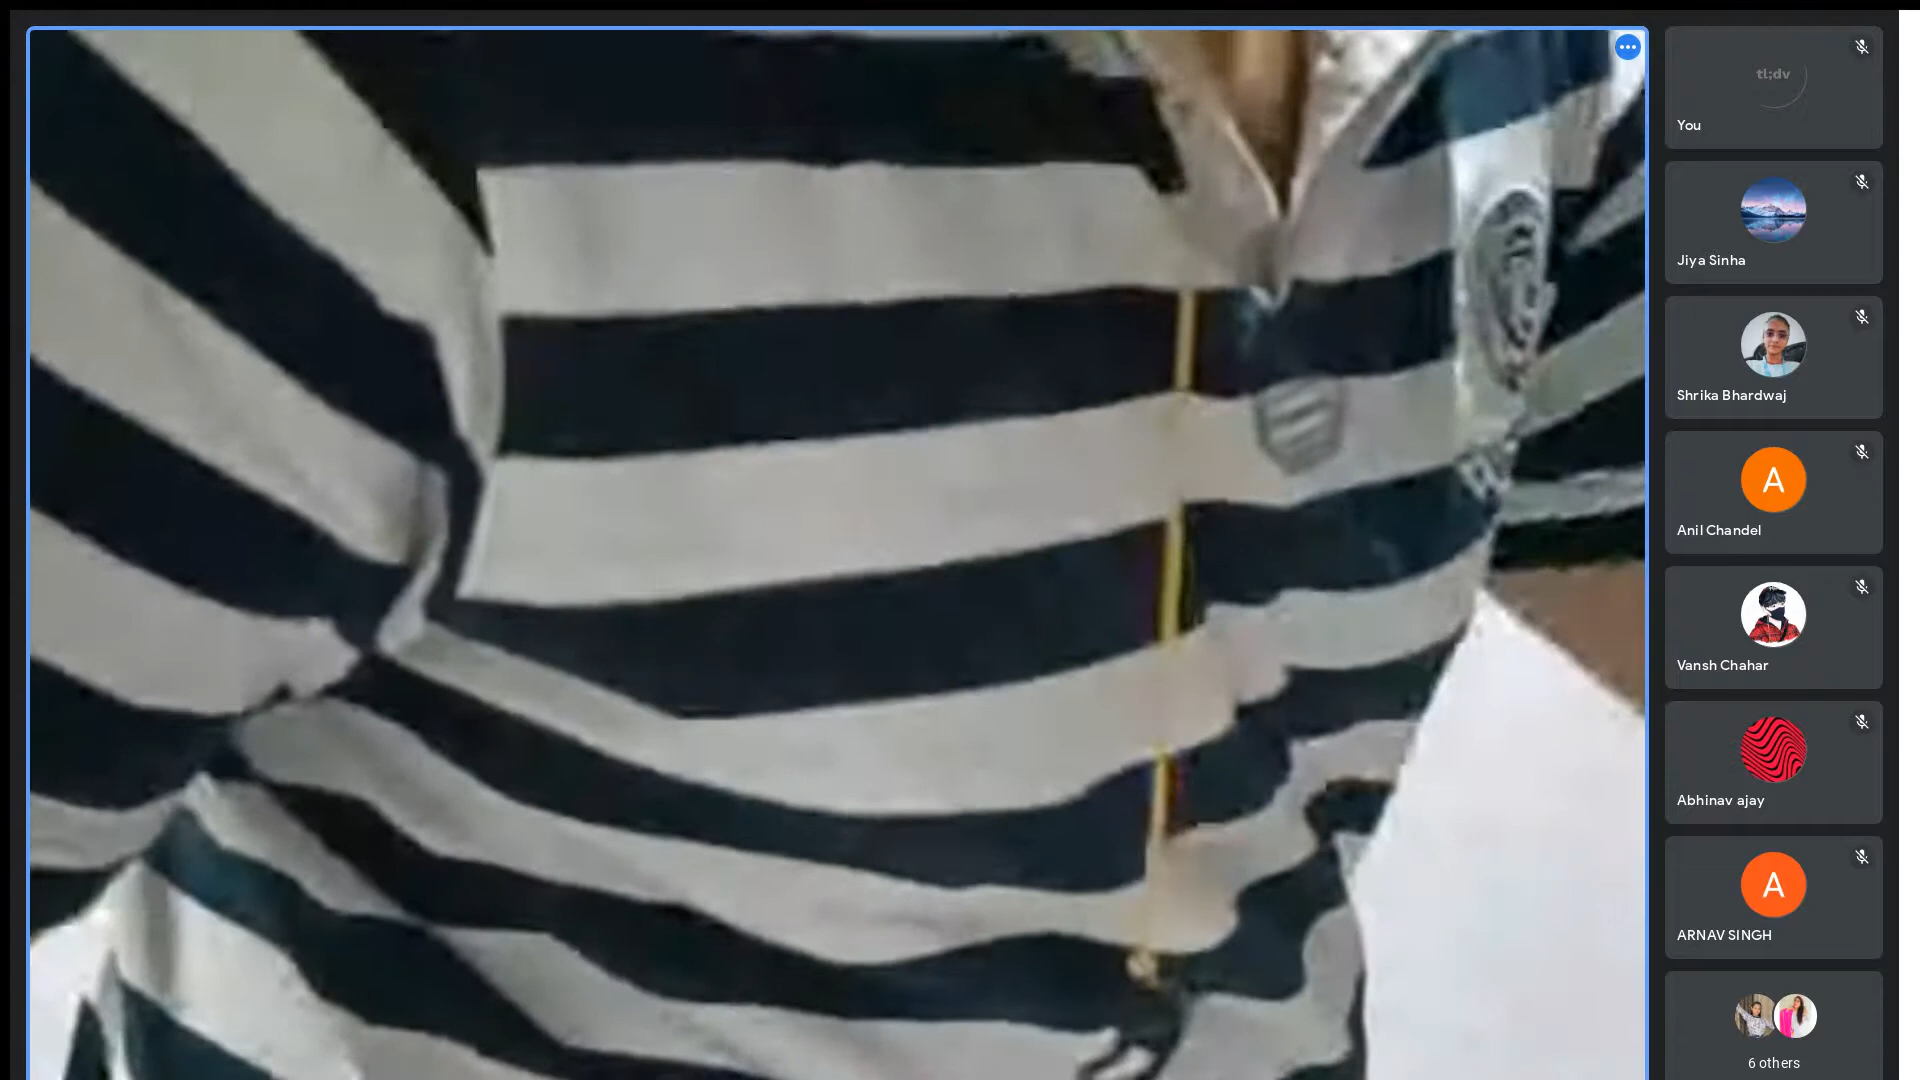 tl;dv
You
Jiya Sinha
Shrika Bhardwaj
A
Anil Chandel
Vansh Chahar
Abhinav ajay
A
ARNAV SINGH
6 others